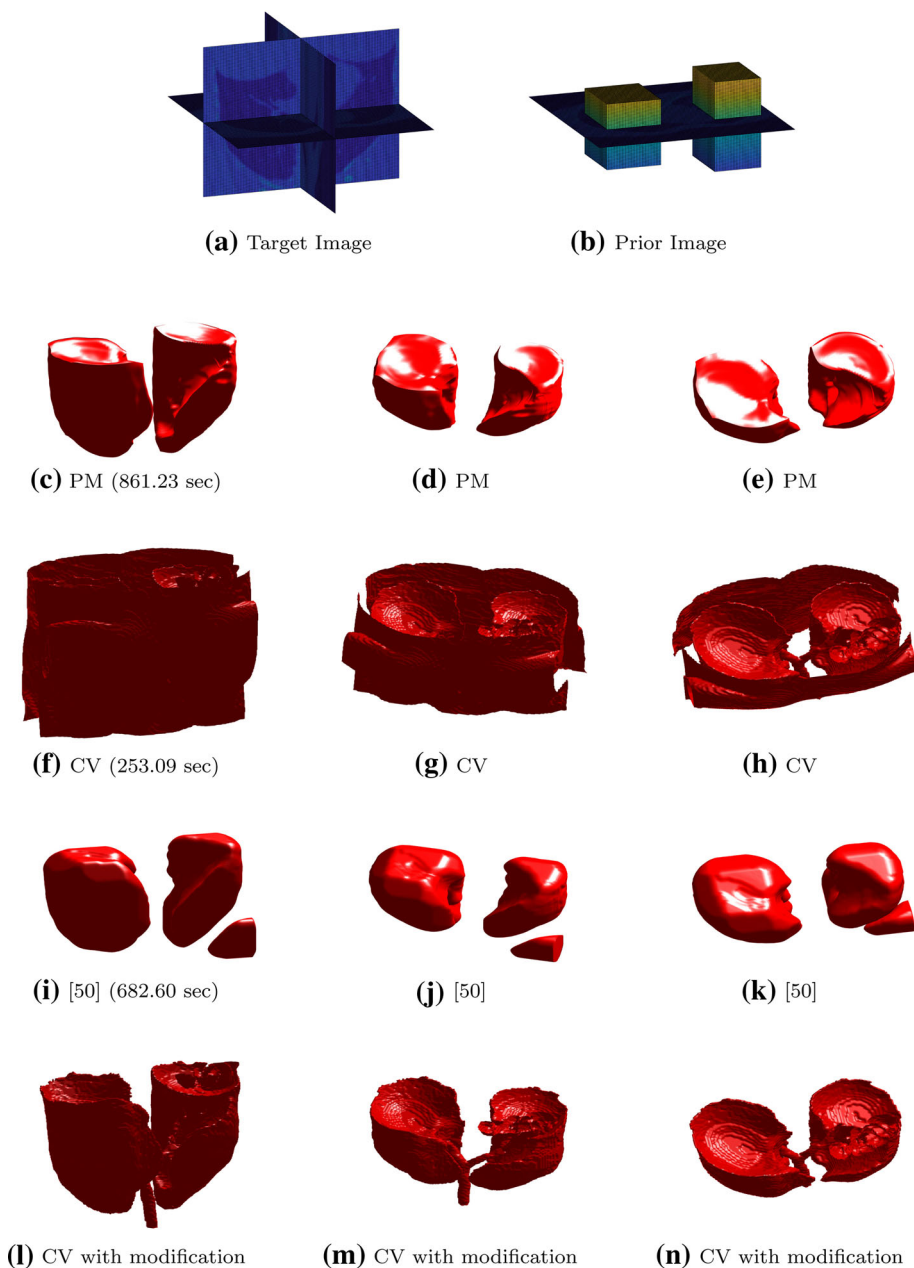 (a) Target Image
(b) Prior Image
(c) PM (861.23 sec)
(d) PM
(e) PM
(f) CV (253.09 sec)
(g) CV
(h) CV
(i) [50] (682.60 sec)
(j) [50]
(k) [50]
(l) CV with modification
(m) CV with modification
(n) CV with modification